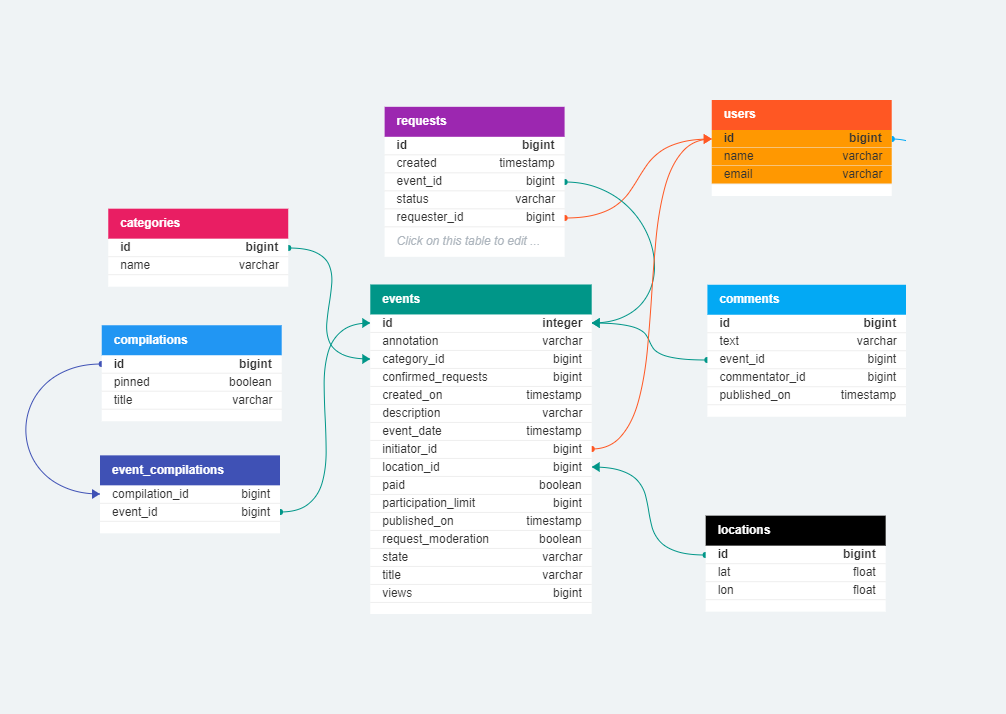 requests
id bigint
created timestamp
event_id bigint
status varchar
requester_id bigint
Click on this table to edit ...
users
id bigint
name varchar
email varchar
categories
id bigint
name varchar
events
id integer
annotation varchar
category_id bigint
confirmed_requests bigint
created_on timestamp
description varchar
event_date timestamp
initiator_id bigint
location_id bigint
paid boolean
participation_limit bigint
published_on timestamp
request_moderation boolean
state varchar
title varchar
views bigint
comments
id bigint
text varchar
event_id bigint
commentator_id bigint
published_on timestamp
compilations
id bigint
pinned boolean
title varchar
event_compilations
compilation_id bigint
event_id bigint
locations
id bigint
lat float
lon float